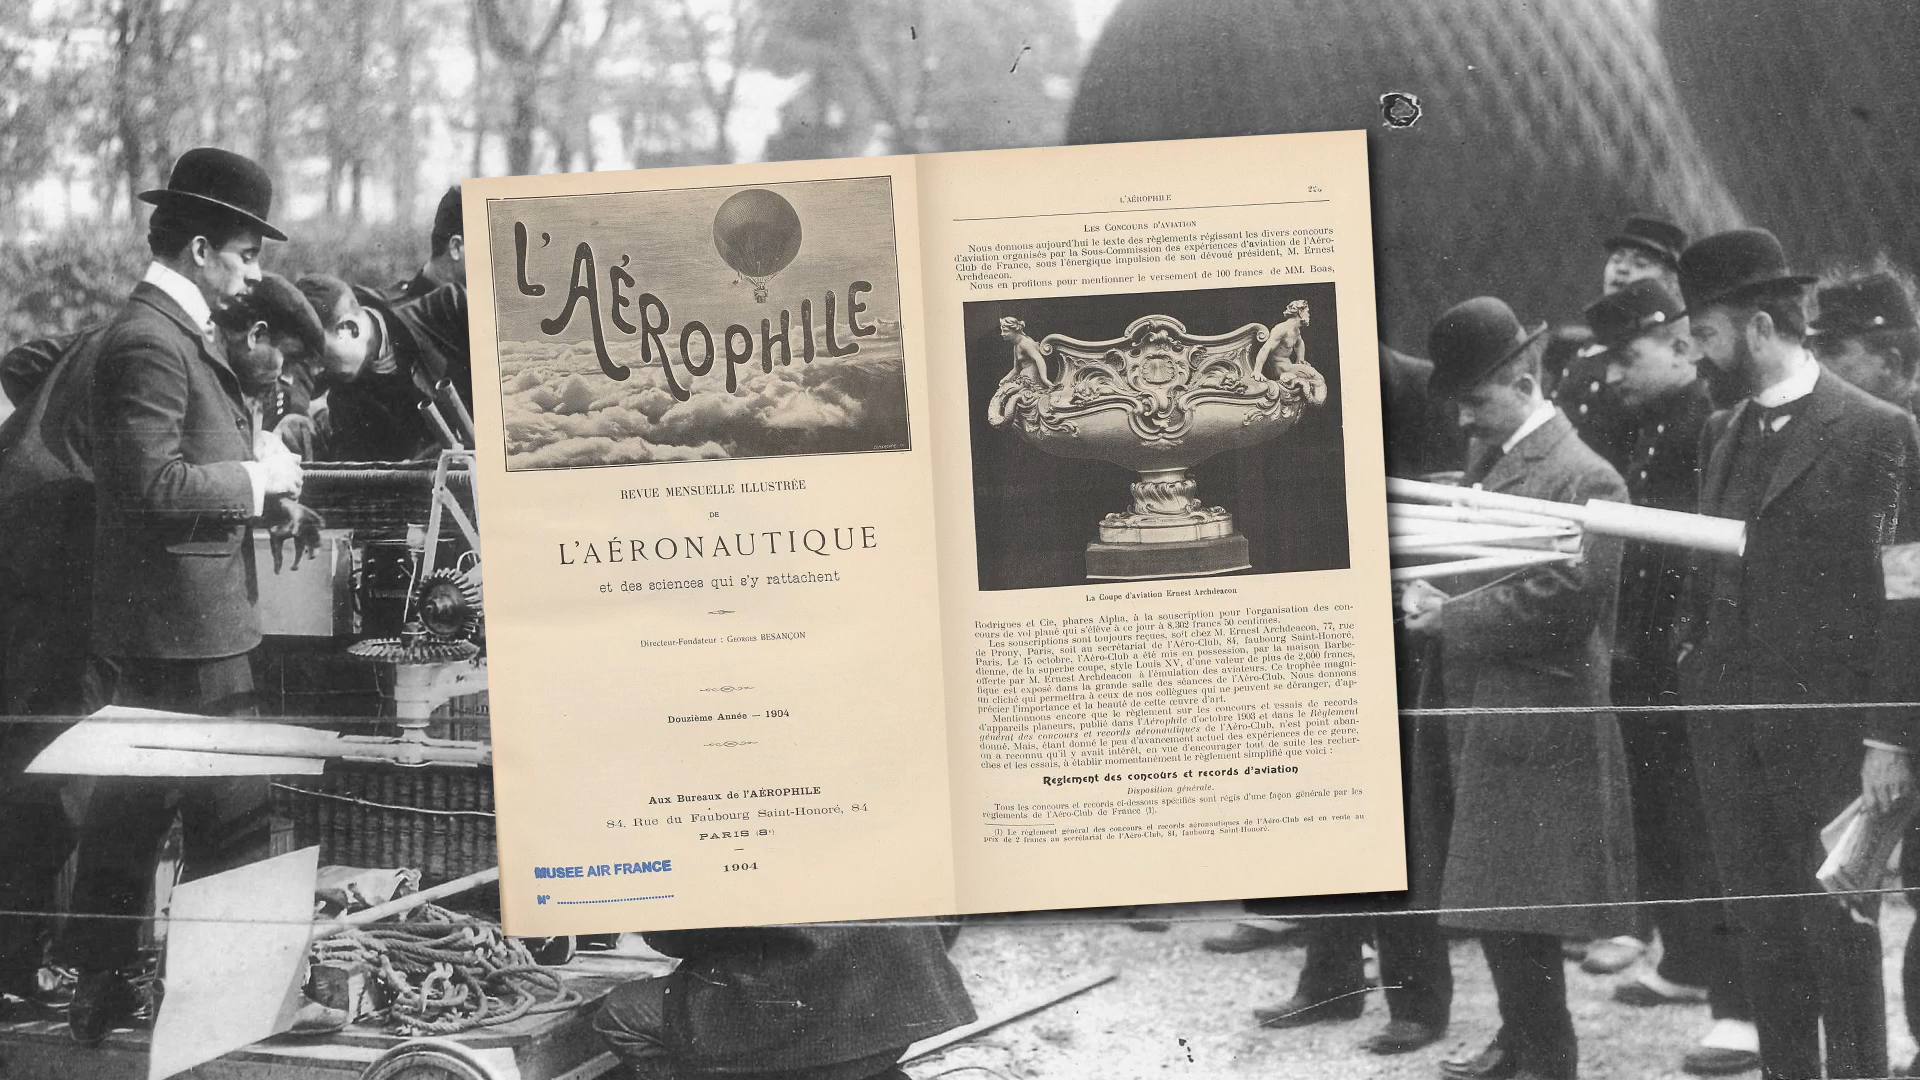 L'AÉROPHILE
REVUE MENSUELLE ILLUSTRÉE
DE
L'AÉRONAUTIQUE
et des sciences qui s'y rattachent
Directeur-Fondateur : Georges BESANÇON
Douzième Année — 1904
Aux Bureaux de l'AÉROPHILE
84, Rue du Faubourg Saint-Honoré, 84
PARIS (8e)
1904
MUSEE AIR FRANCE
N°
L'AÉROPHILE
Les Concours d'aviation
Nous donnons aujourd'hui le texte des règlements régissant les divers concours
d'aviation organisés par la Sous-Commission des expériences d'aviation de l'Aéro-
Club de France, sous l'énergique impulsion de son dévoué président, M. Ernest
Archdeacon.
Nous en profitons pour mentionner le versement de 100 francs de MM. Boas,
La Coupe d'aviation Ernest Archdeacon
Rodrigues et Cie, phares Alpha, à la souscription pour l'organisation des con-
cours de vol plané qui s'élève à ce jour à 8,302 francs 50 centimes.
Les souscriptions sont toujours reçues, soit chez M. Ernest Archdeacon, 77, rue
de Prony, Paris, soit au secrétariat de l'Aéro-Club, 84, faubourg Saint-Honoré,
Paris. Le 15 octobre, l'Aéro-Club a été mis en possession, par la maison Barbe-
dienne, de la superbe coupe, style Louis XV, d'une valeur de plus de 2,000 francs,
offerte par M. Ernest Archdeacon à l'émulation des aviateurs. Ce trophée magni-
fique est exposé dans la grande salle des séances de l'Aéro-Club. Nous donnons
un cliché qui permettra à ceux de nos collègues qui ne peuvent se déranger, d'ap-
précier l'importance et la beauté de cette œuvre d'art.
Mentionnons encore que le règlement sur les concours et essais de records
d'appareils planeurs, publié dans l'Aérophile d'octobre 1903 et dans le Règlement
général des concours et records aéronautiques de l'Aéro-Club, n'est point aban-
donné. Mais, étant donné le peu d'avancement actuel des expériences de ce genre,
on a reconnu qu'il y avait intérêt, en vue d'encourager tout de suite les recher-
ches et les essais, à établir momentanément le règlement simplifié que voici :
Règlement des concours et records d'aviation
Disposition générale.
Tous les concours et records ci-dessous spécifiés sont régis d'une façon générale par les
règlements de l'Aéro-Club de France (1).
(1) Le règlement général des concours et records aéronautiques de l'Aéro-Club est en vente au
prix de 2 francs au secrétariat de l'Aéro-Club, 84, faubourg Saint-Honoré.